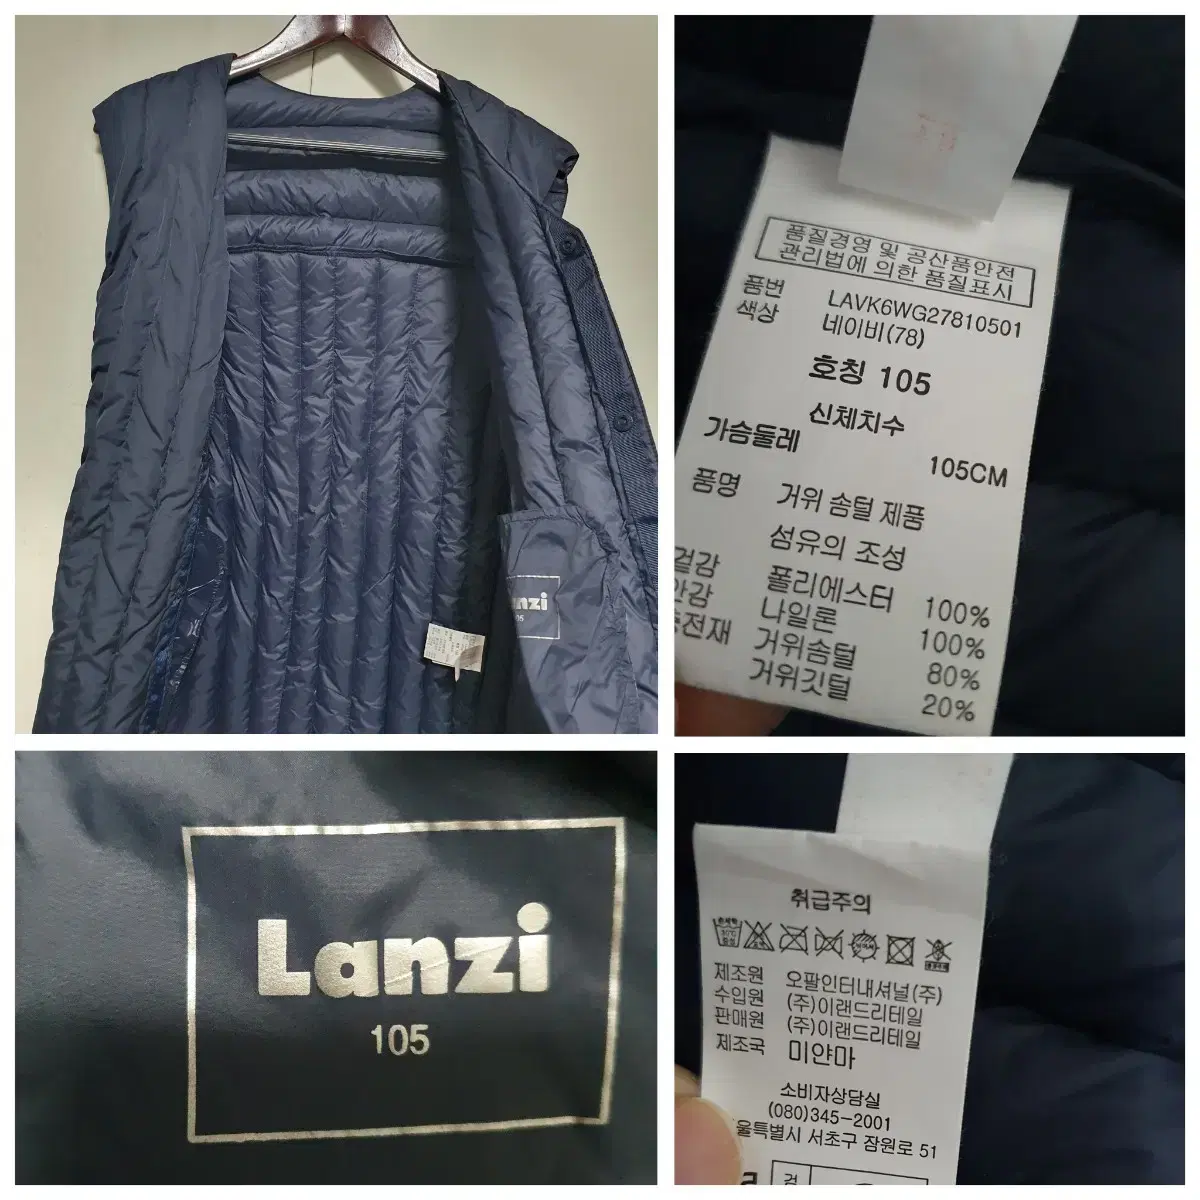 nzi
05
품질경영 및 공산품안전
관리법에 의한 품질표시
품번 LAVK6WG27810501
색상 네이비(78)
호칭 105
신체치수
가슴둘레 105CM
품명 거위 솜털 제품
섬유의 조성
겉감 폴리에스터 100%
안감 나일론 100%
충전재 거위솜털 80%
거위깃털 20%
Lanzi
105
취급주의
제조원 오팔인터내셔널(주)
수입원 (주)이랜드리테일
판매원 (주)이랜드리테일
제조국 미얀마
소비자상담실
(080)345-2001
울특별시 서초구 잠원로 51
검